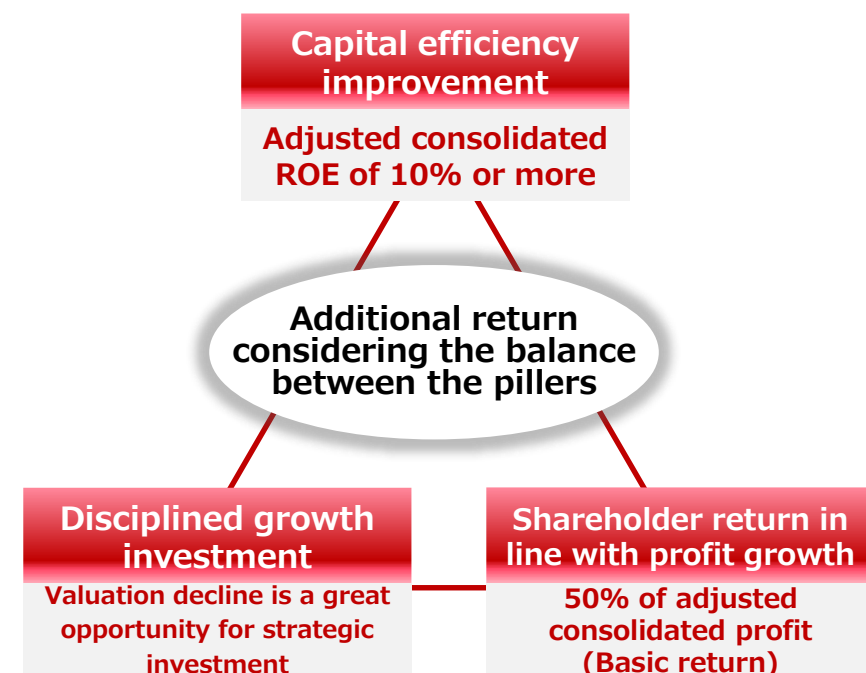 Capital efficiency
improvement
Adjusted consolidated
ROE of 10% or more
Additional return
considering the balance
between the pillers
Disciplined growth
investment
Valuation decline is a great
opportunity for strategic
investment
Shareholder return in
line with profit growth
50% of adjusted
consolidated profit
(Basic return)